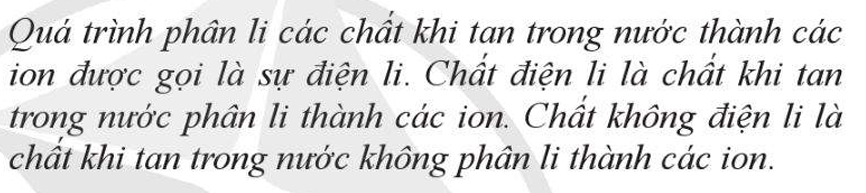 Quá trình phân li các chất khi tan trong nước thành các
ion được gọi là sự điện li. Chất điện li là chất khi tan
trong nước phân li thành các ion. Chất không điện li là
chất khi tan trong nước không phân li thành các ion.